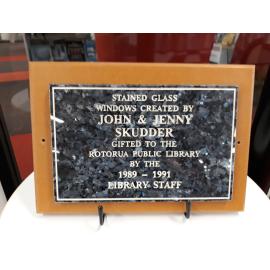 STAINED GLASS
WINDOWS CREATED BY
JOHN & JENNY
SKUDDER
GIFTED TO THE
ROTORUA PUBLIC LIBRARY
BY THE
1989 – 1991
LIBRARY STAFF